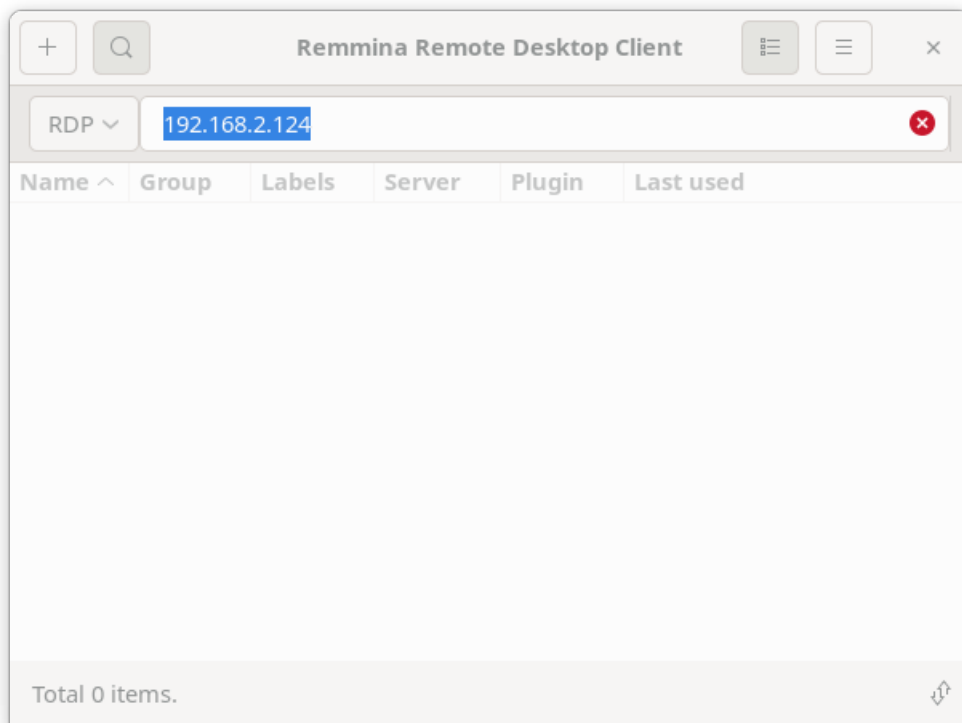 Remmina Remote Desktop Client
RDP 192.168.2.124
Name Group Labels Server Plugin Last used
Total 0 items.